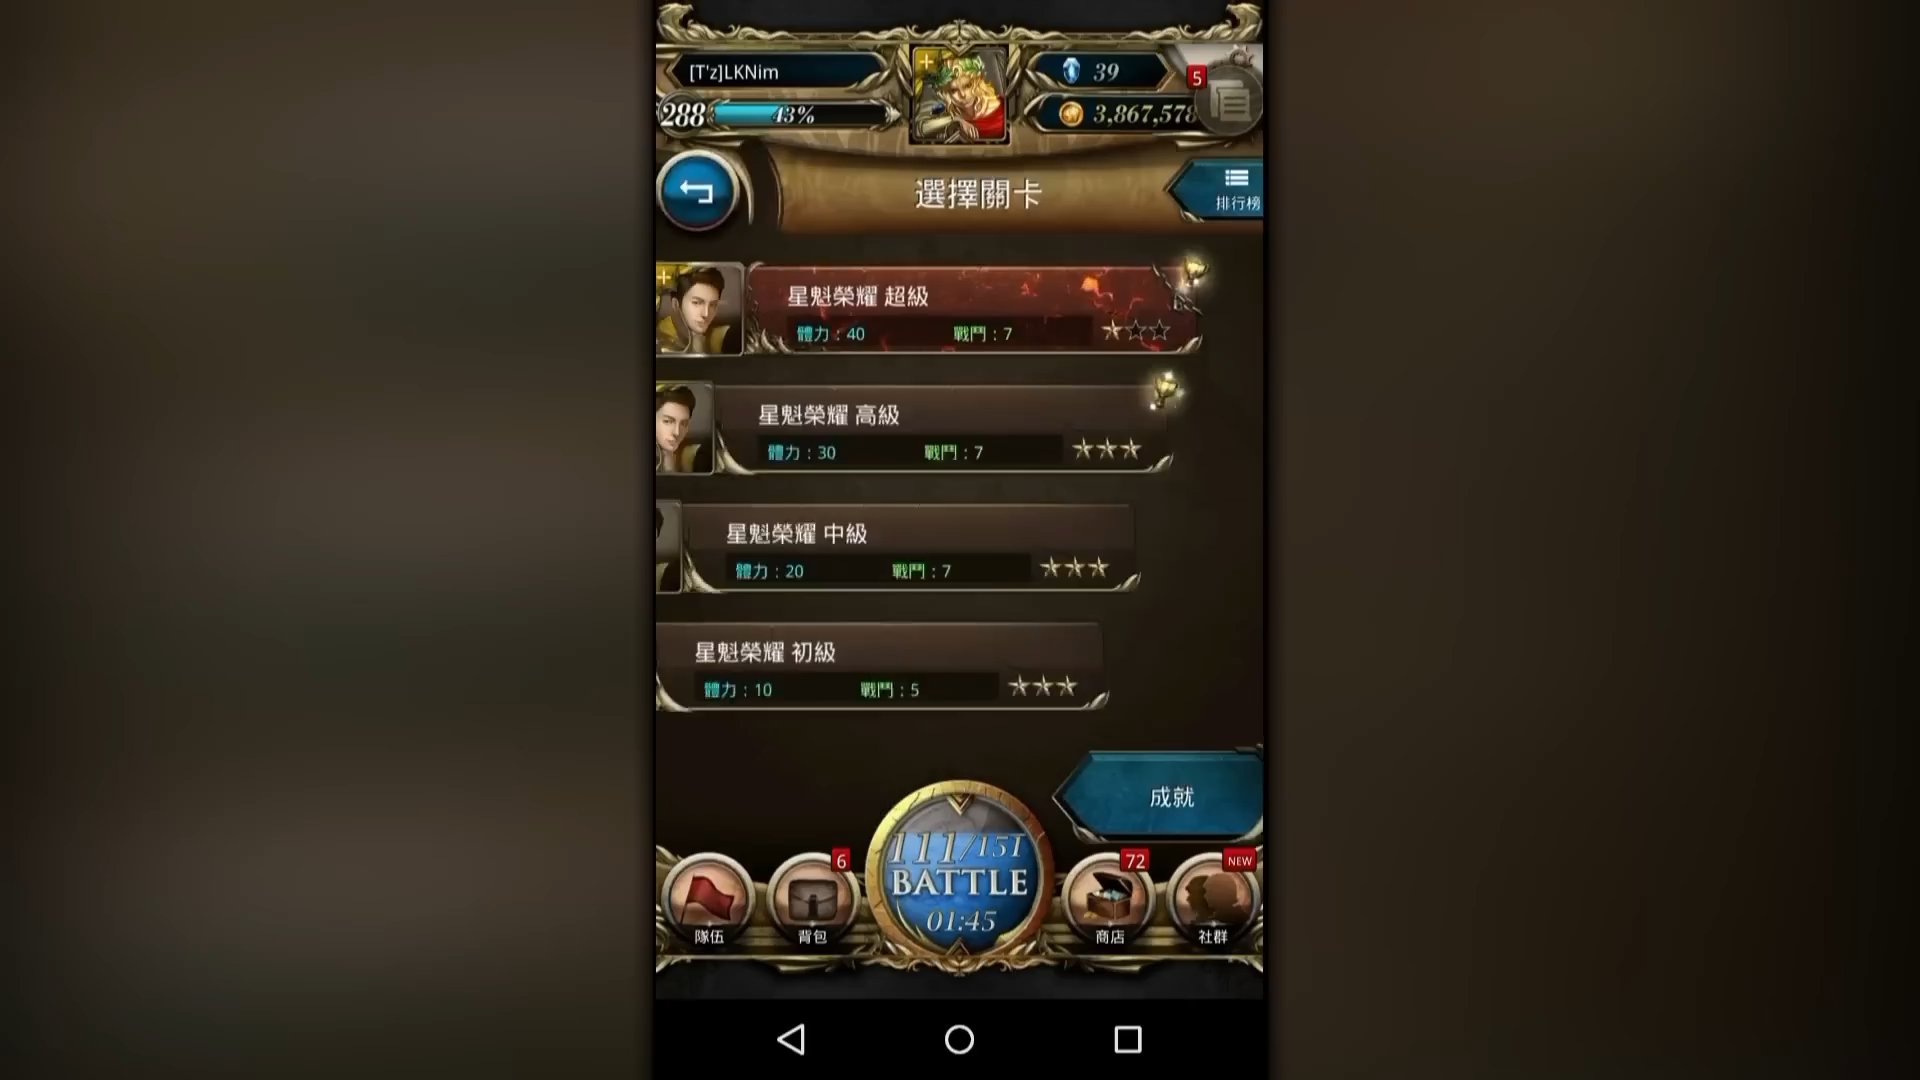 [T'z]LKNim
39
5
288
43%
3,867,578
選擇關卡
排行榜
星魁榮耀 超級
體力：40
戰鬥：7
星魁榮耀 高級
體力：30
戰鬥：7
星魁榮耀 中級
體力：20
戰鬥：7
星魁榮耀 初級
體力：10
戰鬥：5
成就
111/151
BATTLE
01:45
6
72
NEW
隊伍
背包
商店
社群